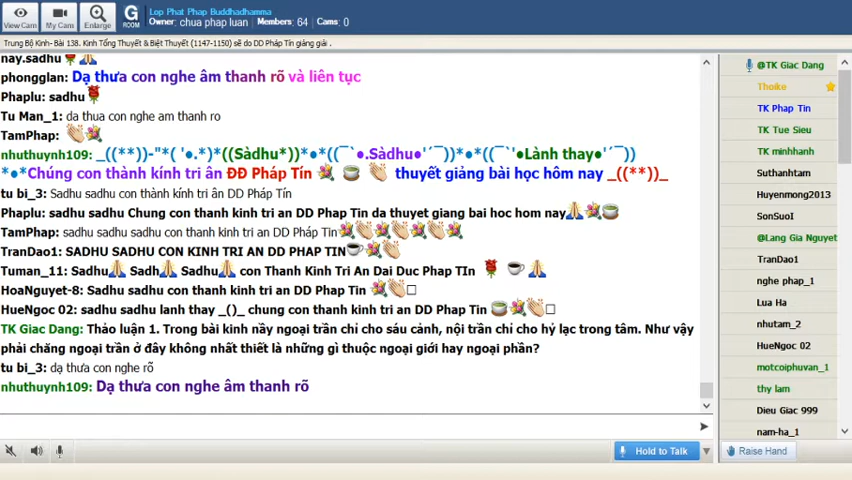 Lop Phat Phap Buddhadhamma
Owner: chua phap luan Members: 64 Cams: 0
View Cam My Cam Enlarge G ROOM
Trung Bộ Kinh- Bài 138. Kinh Tổng Thuyết & Biệt Thuyết (1147-1150) sẽ do DD Pháp Tín giảng giải .
nay.sadhu
phongglan: Dạ thưa con nghe âm thanh rõ và liên tục
Phaplu: sadhu
Tu Man_1: da thua con nghe am thanh ro
TamPhap:
nhuthuynh109: _((**))-"*( '●.*)*((Sàdhu*))*●*((¯`●.Sàdhu●'´¯))*●*((¯`'●Lành thay●'´¯))
*●*Chúng con thành kính tri ân ĐĐ Pháp Tín thuyết giảng bài học hôm nay _((**))_
tu bi_3: Sadhu sadhu con thành kính tri ân DD Pháp Tín
Phaplu: sadhu sadhu Chung con thanh kinh tri an DD Phap Tin da thuyet giang bai hoc hom nay
TamPhap: sadhu sadhu sadhu con thanh kinh tri an DD Pháp Tin
TranDao1: SADHU SADHU CON KINH TRI AN DD PHAP TIN
Tuman_11: Sadhu Sadh Sadhu con Thanh Kinh Tri An Dai Duc Phap TIn
HoaNguyet-8: Sadhu sadhu con thanh kinh tri an DD Phap Tin
HueNgoc 02: sadhu sadhu lanh thay _()_ chung con thanh kinh tri an DD Phap Tin
TK Giac Dang: Thảo luận 1. Trong bài kinh nầy ngoại trần chỉ cho sáu cảnh, nội trần chỉ cho hỷ lạc trong tâm. Như vậy
phải chăng ngoại trần ở đây không nhất thiết là những gì thuộc ngoại giới hay ngoại phần?
tu bi_3: dạ thưa con nghe rõ
nhuthuynh109: Dạ thưa con nghe âm thanh rõ
Hold to Talk
@TK Giac Dang
Thoike
TK Phap Tin
TK Tue Sieu
TK minhhanh
Suthanhtam
Huyenmong2013
SonSuoI
@Lang Gia Nguyet
TranDao1
nghe phap_1
Lua Ha
nhutam_2
HueNgoc 02
motcoiphuvan_1
thy lam
Dieu Giac 999
nam-ha_1
Raise Hand